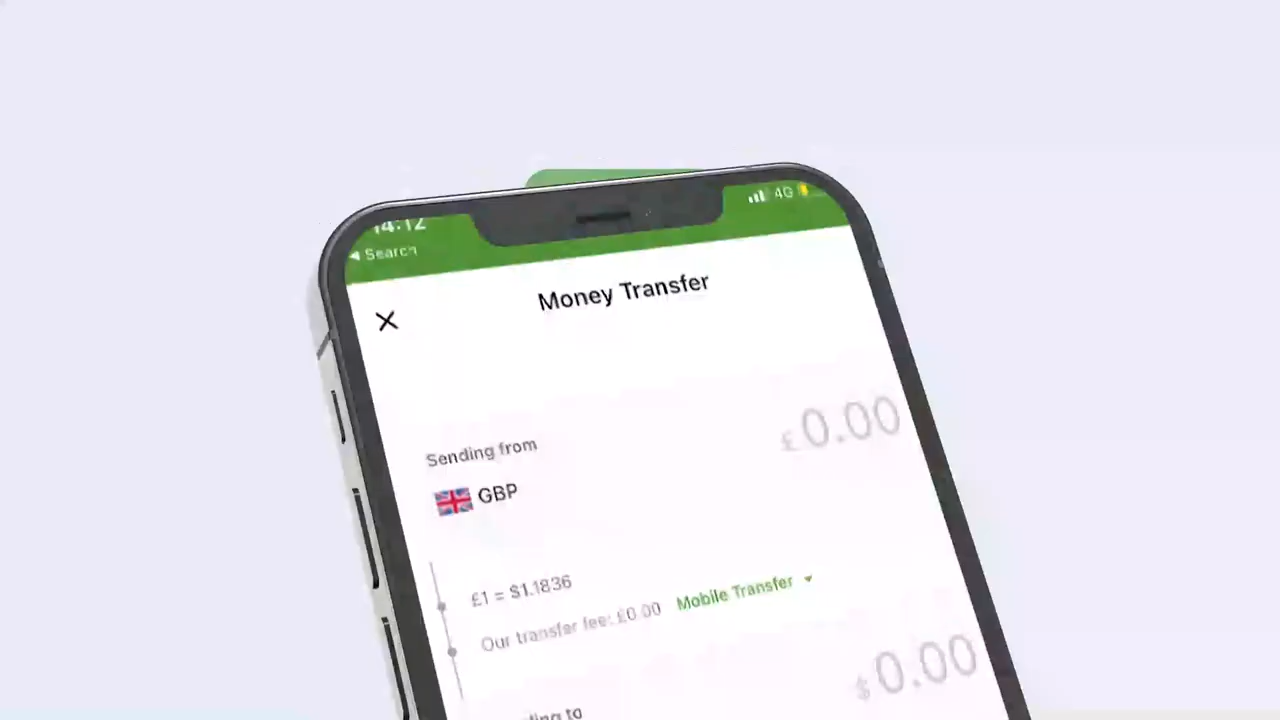 14:12
4G
◀ Search
Money Transfer
£0.00
Sending from
GBP
£1 = $1.1836
Our transfer fee: £0.00 Mobile Transfer
$0.00
to